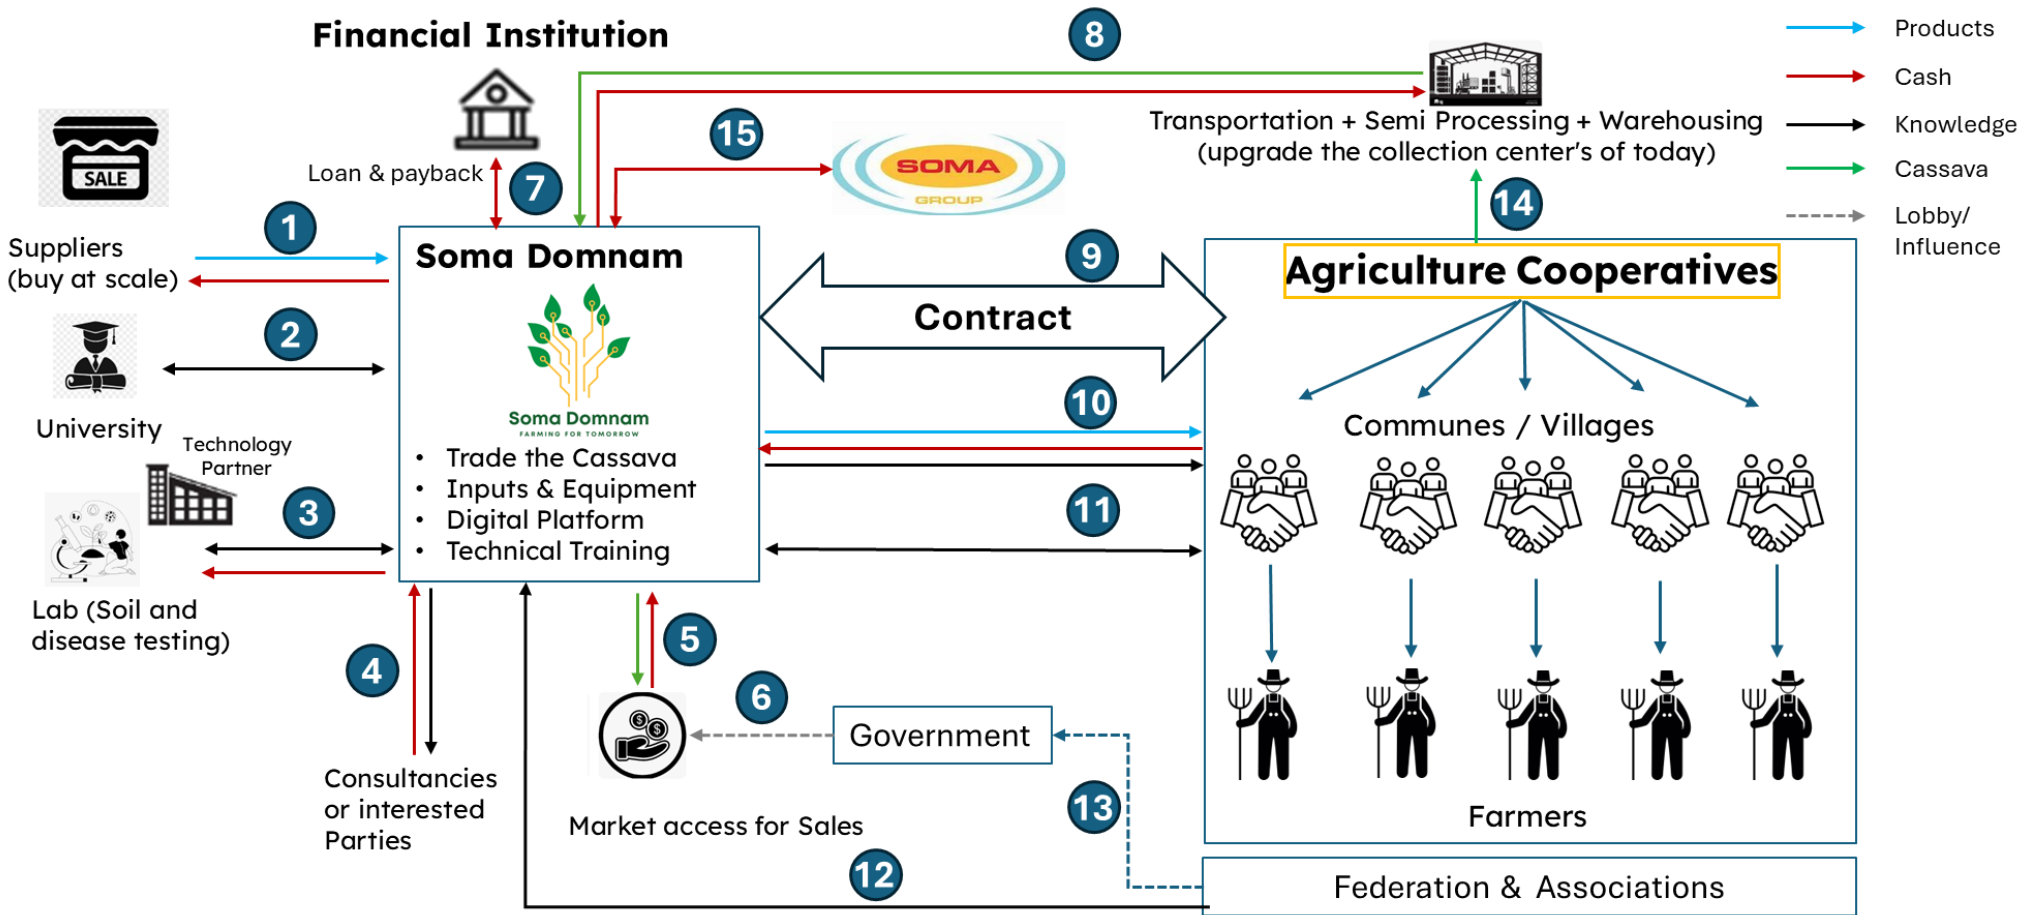 Financial Institution
8
Products
Cash
Knowledge
Cassava
Lobby/
Influence
SALE
Loan & payback
7
15
SOMA
GROUP
Transportation + Semi Processing + Warehousing
(upgrade the collection center's of today)
14
1
Suppliers
(buy at scale)
2
University
Technology
Partner
3
Lab (Soil and
disease testing)
Soma Domnam
Soma Domnam
FARMING FOR TOMORROW
• Trade the Cassava
• Inputs & Equipment
• Digital Platform
• Technical Training
9
Contract
10
11
Agriculture Cooperatives
Communes / Villages
Farmers
4
Consultancies
or interested
Parties
5
$ $
6
Government
Market access for Sales
13
12
Federation & Associations